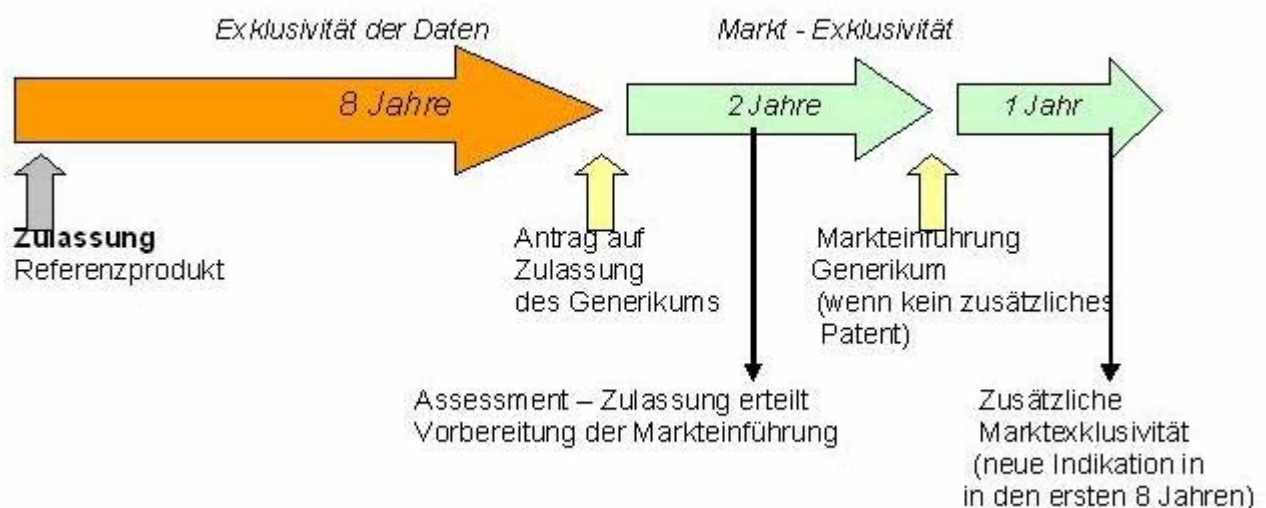 Exklusivität der Daten
Markt - Exklusivität
8 Jahre
2 Jahre
1 Jahr
Zulassung
Referenzprodukt
Antrag auf
Zulassung
des Generikums
Markteinführung
Generikum
(wenn kein zusätzliches
Patent)
Assessment – Zulassung erteilt
Vorbereitung der Markteinführung
Zusätzliche
Marktexklusivität
(neue Indikation in
in den ersten 8 Jahren)